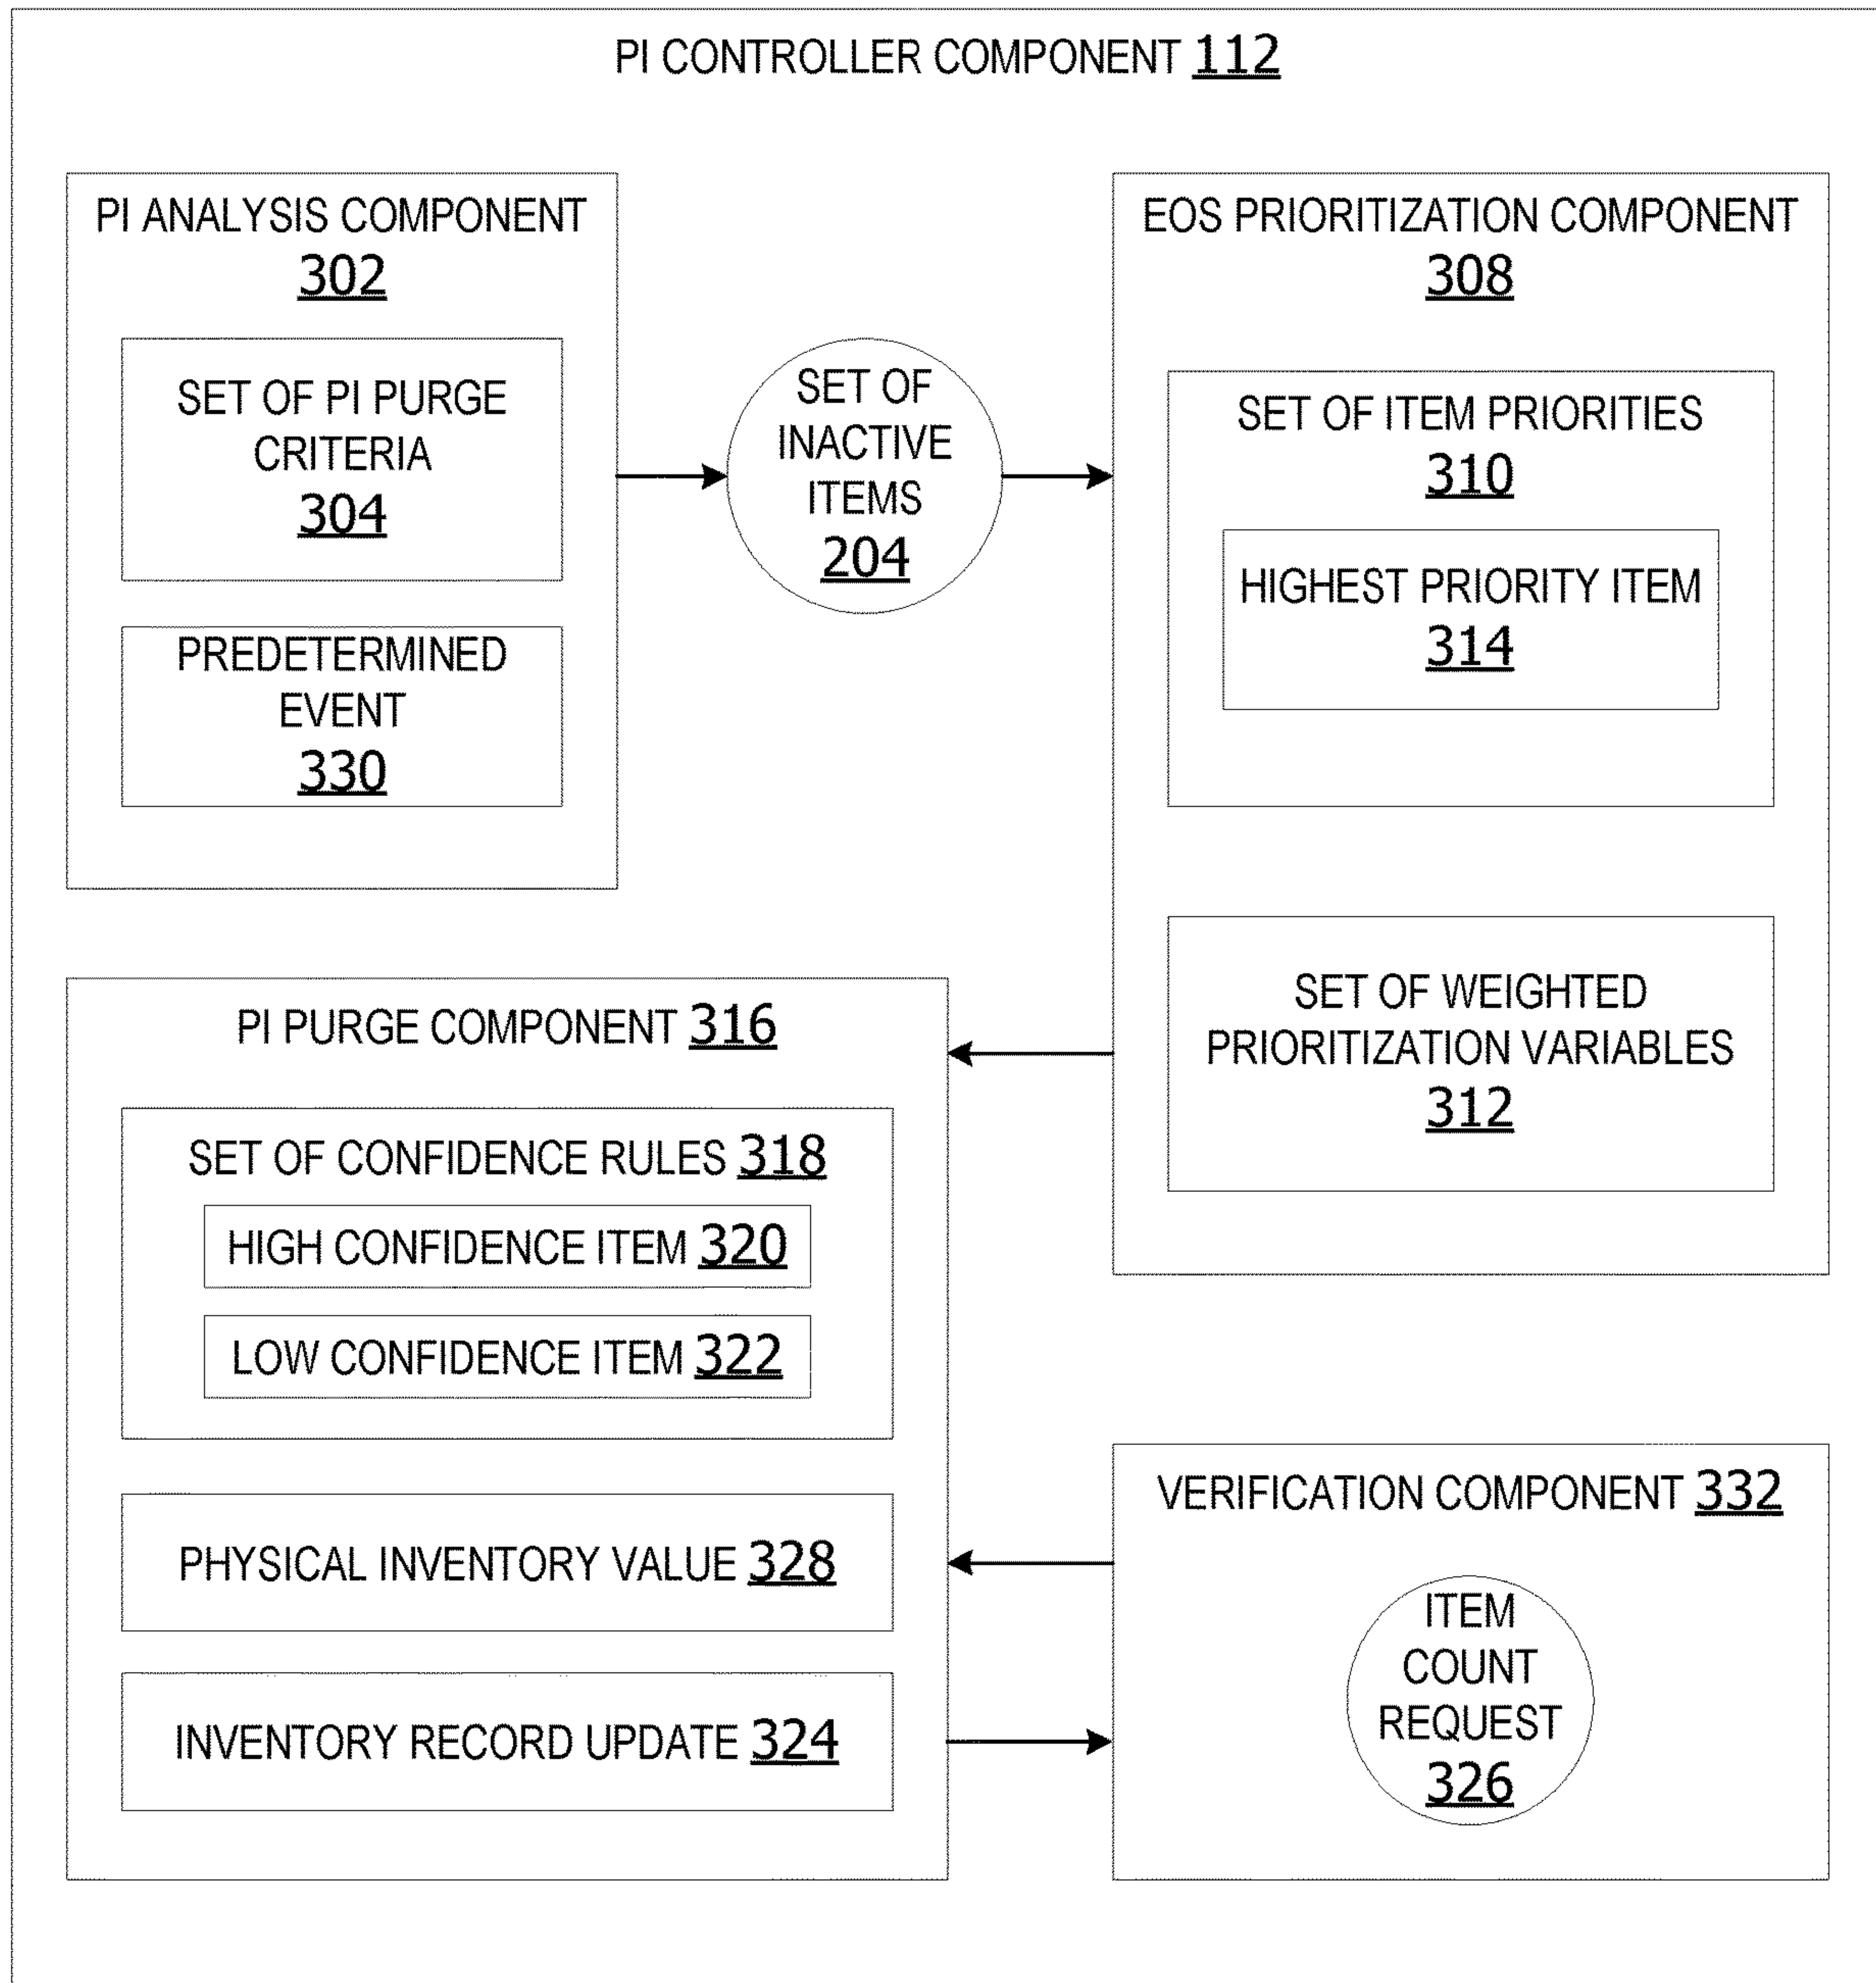 PI CONTROLLER COMPONENT 112
PI ANALYSIS COMPONENT
302
SET OF PI PURGE
CRITERIA
304
PREDETERMINED
EVENT
330
SET OF
INACTIVE
ITEMS
204
EOS PRIORITIZATION COMPONENT
308
SET OF ITEM PRIORITIES
310
HIGHEST PRIORITY ITEM
314
SET OF WEIGHTED
PRIORITIZATION VARIABLES
312
PI PURGE COMPONENT 316
SET OF CONFIDENCE RULES 318
HIGH CONFIDENCE ITEM 320
LOW CONFIDENCE ITEM 322
PHYSICAL INVENTORY VALUE 328
INVENTORY RECORD UPDATE 324
VERIFICATION COMPONENT 332
ITEM
COUNT
REQUEST
326